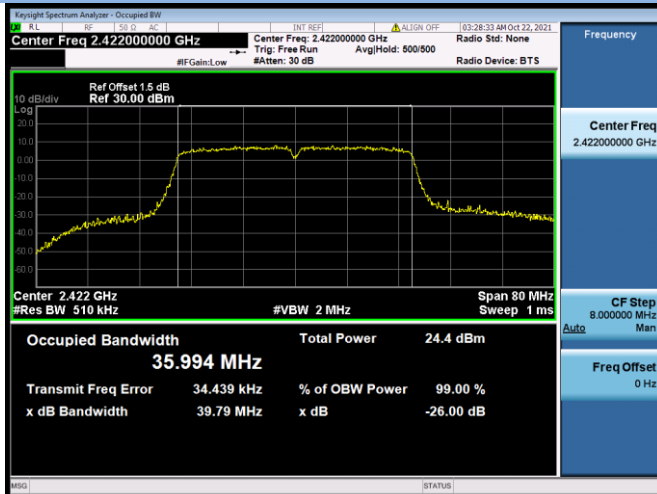 Keysight Spectrum Analyzer - Occupied BW
RL RF 50 Ω AC INT REF ALIGN OFF 03:28:33 AM Oct 22, 2021
Center Freq 2.422000000 GHz
Center Freq: 2.422000000 GHz
Radio Std: None
Trig: Free Run Avg|Hold: 500/500
#IFGain:Low
#Atten: 30 dB
Radio Device: BTS
Ref Offset 1.5 dB
10 dB/div Ref 30.00 dBm
Log
20.0
10.0
0.00
-10.0
-20.0
-30.0
-40.0
-50.0
-60.0
Center 2.422 GHz Span 80 MHz
#Res BW 510 kHz #VBW 2 MHz Sweep 1 ms
Occupied Bandwidth Total Power 24.4 dBm
35.994 MHz
Transmit Freq Error 34.439 kHz % of OBW Power 99.00 %
x dB Bandwidth 39.79 MHz x dB -26.00 dB
MSG STATUS
Frequency
Center Freq
2.422000000 GHz
CF Step
8.000000 MHz
Auto Man
Freq Offset
0 Hz